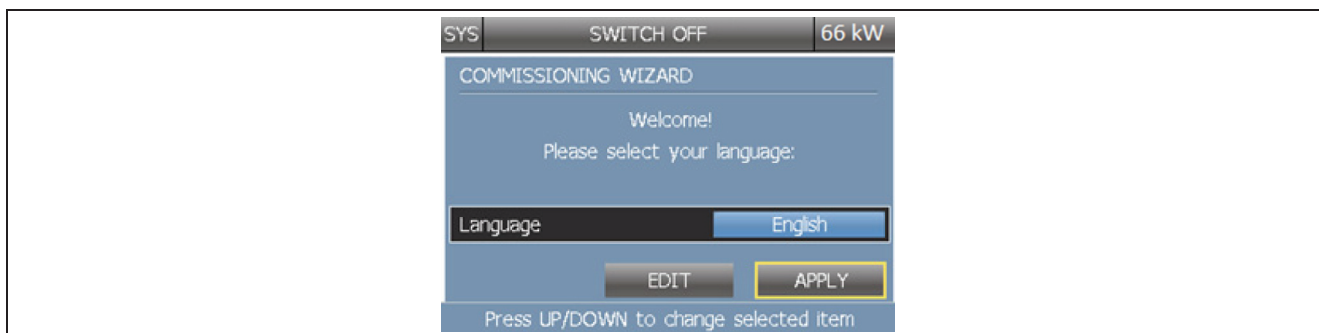 SYS SWITCH OFF 66 kW
COMMISSIONING WIZARD
Welcome!
Please select your language:
Language English
EDIT APPLY
Press UP/DOWN to change selected item